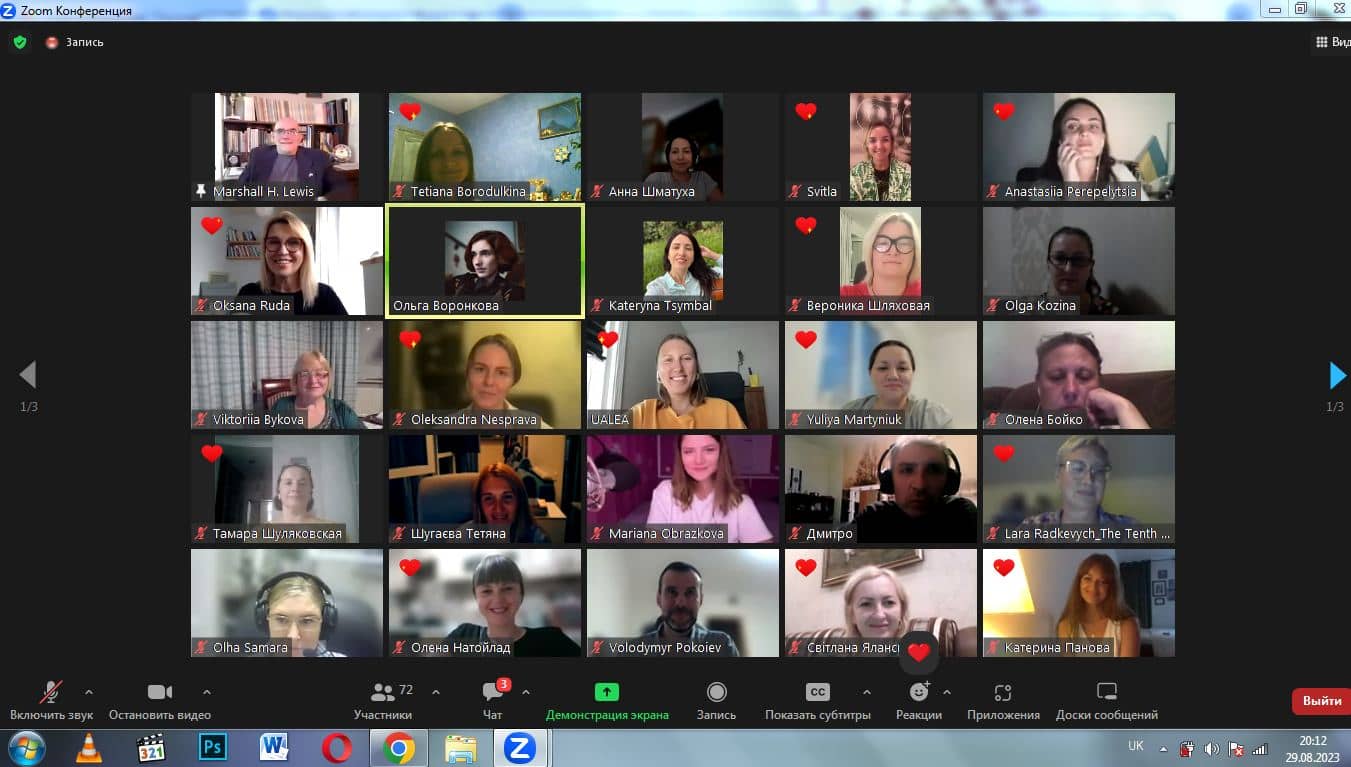 Zoom Конференция
Запись
Вид
Marshall H. Lewis
Tetiana Borodulkina
Анна Шматуха
Svitla
Anastasiia Perepelytsia
Oksana Ruda
Ольга Воронкова
Kateryna Tsymbal
Вероника Шляховая
Olga Kozina
Viktoriia Bykova
Oleksandra Nesprava
UALEA
Yuliya Martyniuk
Олена Бойко
1/3
1/3
Тамара Шуляковская
Шугаєва Тетяна
Mariana Obrazkova
Дмитро
Lara Radkevych_The Tenth ...
Olha Samara
Олена Натойлад
Volodymyr Pokoiev
Світлана Яланс
Катерина Панова
72
3
CC
Включить звук
Остановить видео
Участники
Чат
Демонстрация экрана
Запись
Показать субтитры
Реакции
Приложения
Доски сообщений
Выйти
321
Ps
W
UK
20:12
29.08.2023